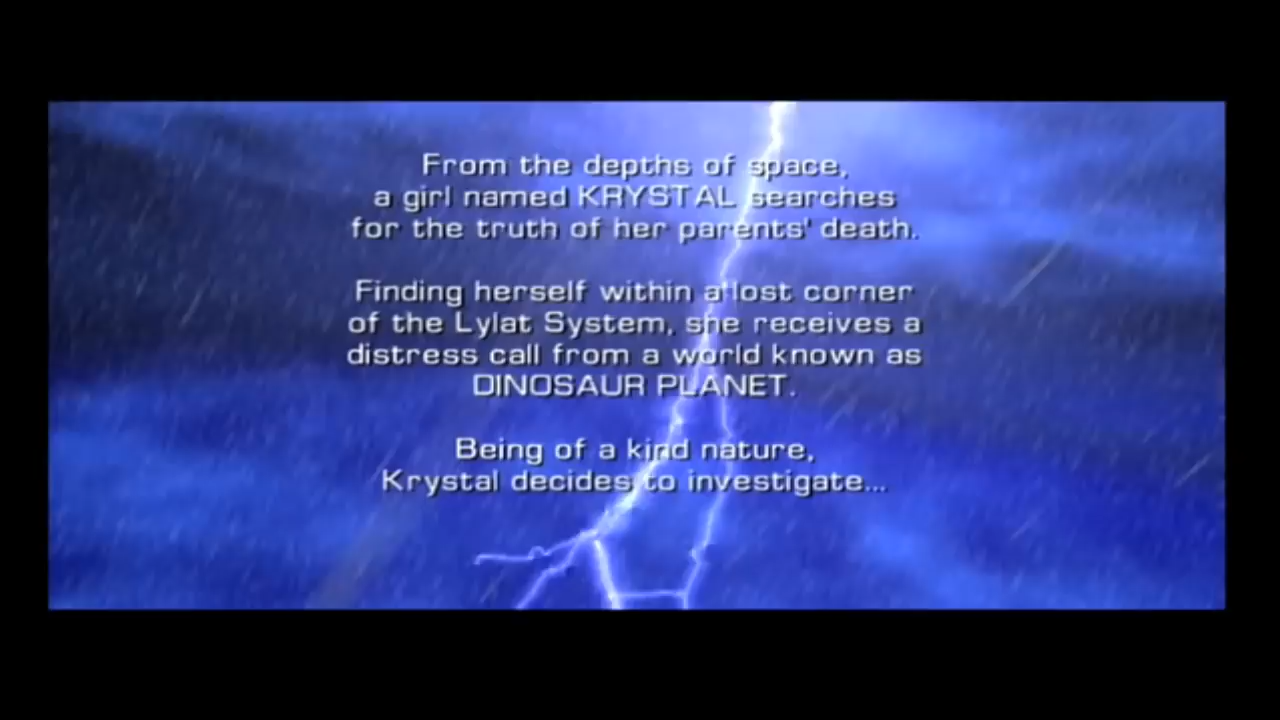 From the depths of space,
a girl named KRYSTAL searches
for the truth of her parents' death.
Finding herself within a lost corner
of the Lylat System, she receives a
distress call from a world known as
DINOSAUR PLANET.
Being of a kind nature,
Krystal decides to investigate...